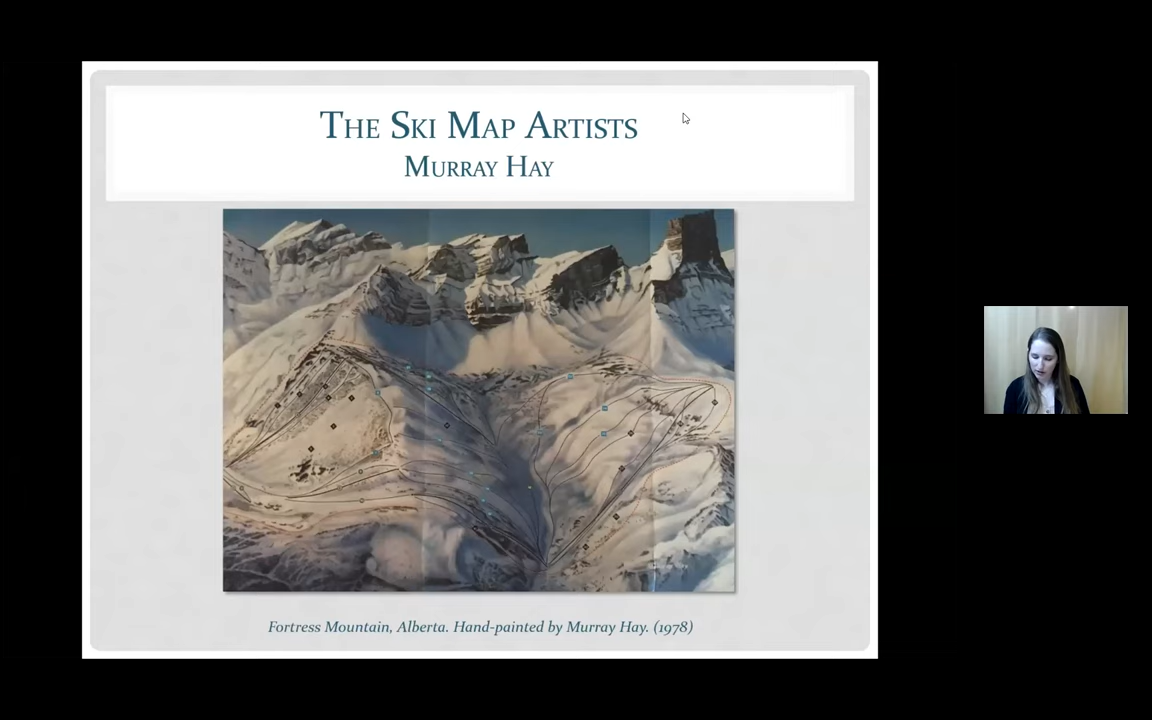 The Ski Map Artists
Murray Hay
Fortress Mountain, Alberta. Hand-painted by Murray Hay. (1978)